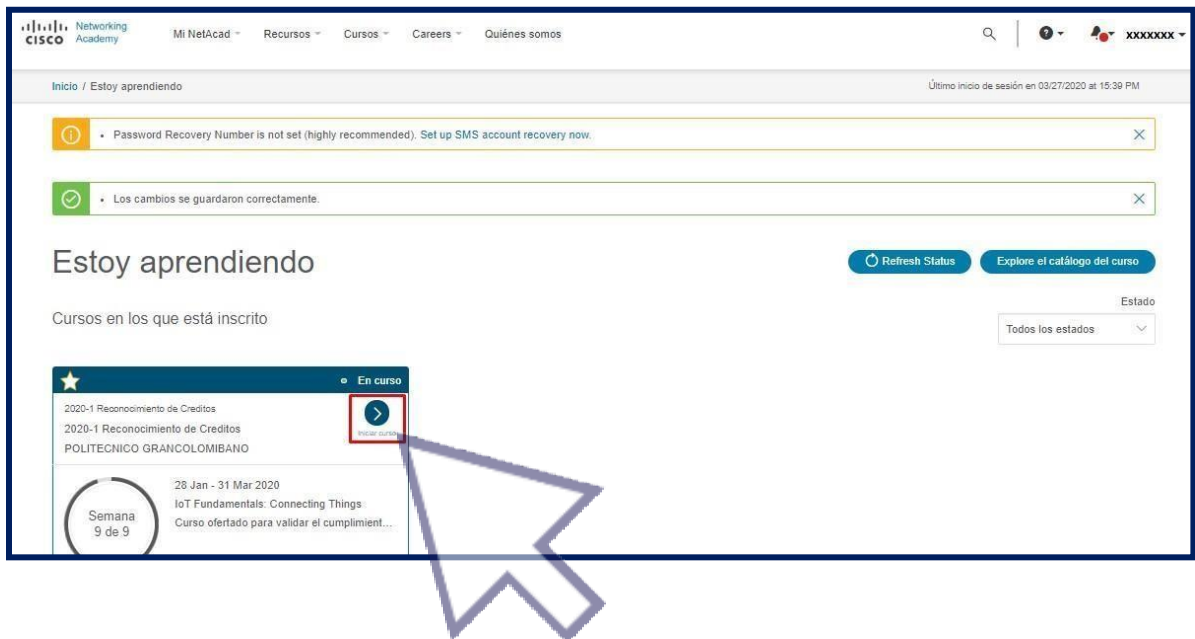 Networking
CISCO Academy
Mi NetAcad Recursos Cursos Careers Quiénes somos
? xxxxxxx
Inicio / Estoy aprendiendo Último inicio de sesión en 03/27/2020 at 15:39 PM
• Password Recovery Number is not set (highly recommended). Set up SMS account recovery now.
• Los cambios se guardaron correctamente.
Estoy aprendiendo
Refresh Status Explore el catálogo del curso
Estado
Cursos en los que está inscrito
Todos los estados
En curso
2020-1 Reconocimiento de Creditos
2020-1 Reconocimiento de Creditos
Iniciar curso
POLITECNICO GRANCOLOMBIANO
28 Jan - 31 Mar 2020
IoT Fundamentals: Connecting Things
Curso ofertado para validar el cumplimient...
Semana
9 de 9